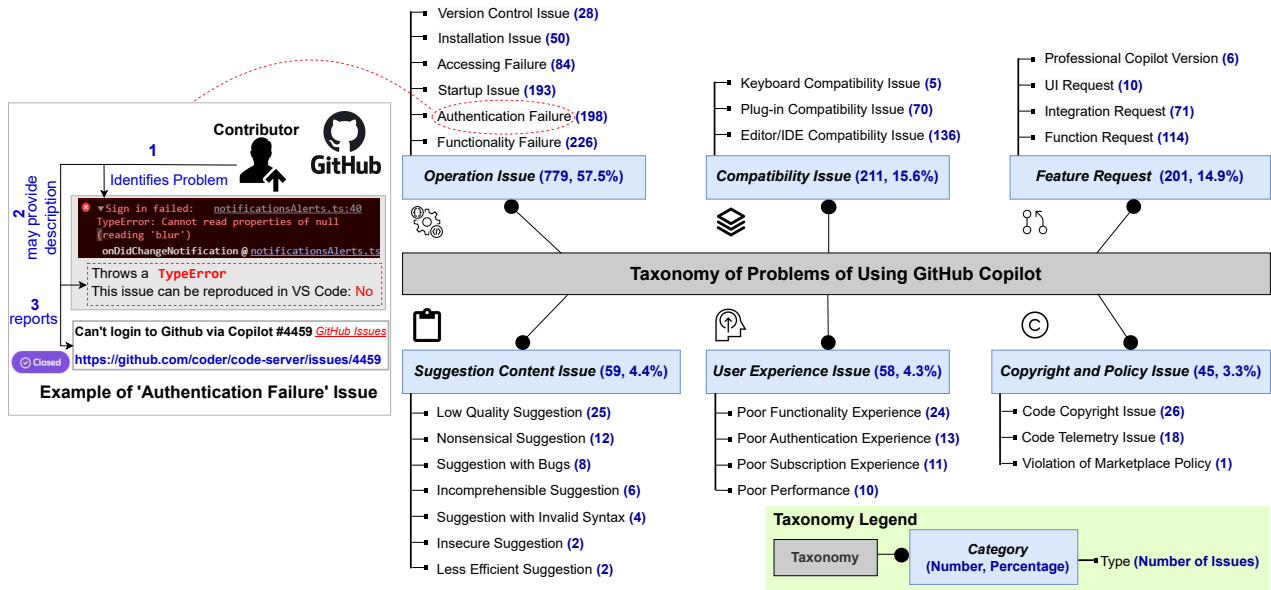 Contributor
GitHub
1
Identifies Problem
2
may provide
description
▾Sign in failed: notificationsAlerts.ts:40
TypeError: Cannot read properties of null
(reading 'blur')
onDidChangeNotification @ notificationsAlerts.ts
Throws a TypeError
This issue can be reproduced in VS Code: No
3
reports
Can't login to Github via Copilot #4459 GitHub Issues
Closed
https://github.com/coder/code-server/issues/4459
Example of 'Authentication Failure' Issue
Version Control Issue (28)
Installation Issue (50)
Accessing Failure (84)
Startup Issue (193)
Authentication Failure (198)
Functionality Failure (226)
Operation Issue (779, 57.5%)
Keyboard Compatibility Issue (5)
Plug-in Compatibility Issue (70)
Editor/IDE Compatibility Issue (136)
Compatibility Issue (211, 15.6%)
Professional Copilot Version (6)
UI Request (10)
Integration Request (71)
Function Request (114)
Feature Request (201, 14.9%)
Taxonomy of Problems of Using GitHub Copilot
Suggestion Content Issue (59, 4.4%)
Low Quality Suggestion (25)
Nonsensical Suggestion (12)
Suggestion with Bugs (8)
Incomprehensible Suggestion (6)
Suggestion with Invalid Syntax (4)
Insecure Suggestion (2)
Less Efficient Suggestion (2)
User Experience Issue (58, 4.3%)
Poor Functionality Experience (24)
Poor Authentication Experience (13)
Poor Subscription Experience (11)
Poor Performance (10)
C
Copyright and Policy Issue (45, 3.3%)
Code Copyright Issue (26)
Code Telemetry Issue (18)
Violation of Marketplace Policy (1)
Taxonomy Legend
Taxonomy
Category
(Number, Percentage)
Type (Number of Issues)